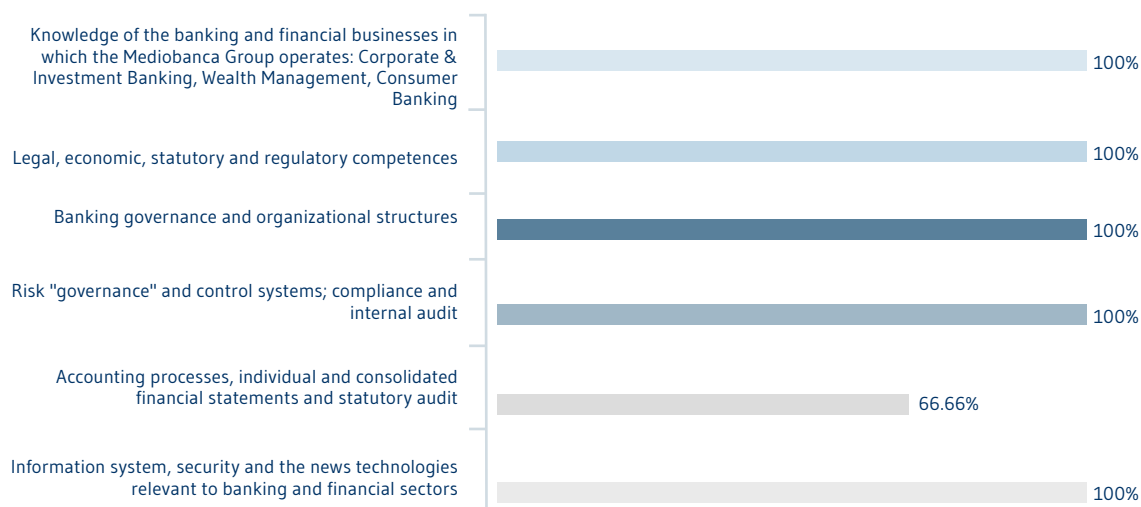 Knowledge of the banking and financial businesses in
which the Mediobanca Group operates: Corporate &
Investment Banking, Wealth Management, Consumer
Banking
100%
Legal, economic, statutory and regulatory competences
100%
Banking governance and organizational structures
100%
Risk "governance" and control systems; compliance and
internal audit
100%
Accounting processes, individual and consolidated
financial statements and statutory audit
66.66%
Information system, security and the news technologies
relevant to banking and financial sectors
100%